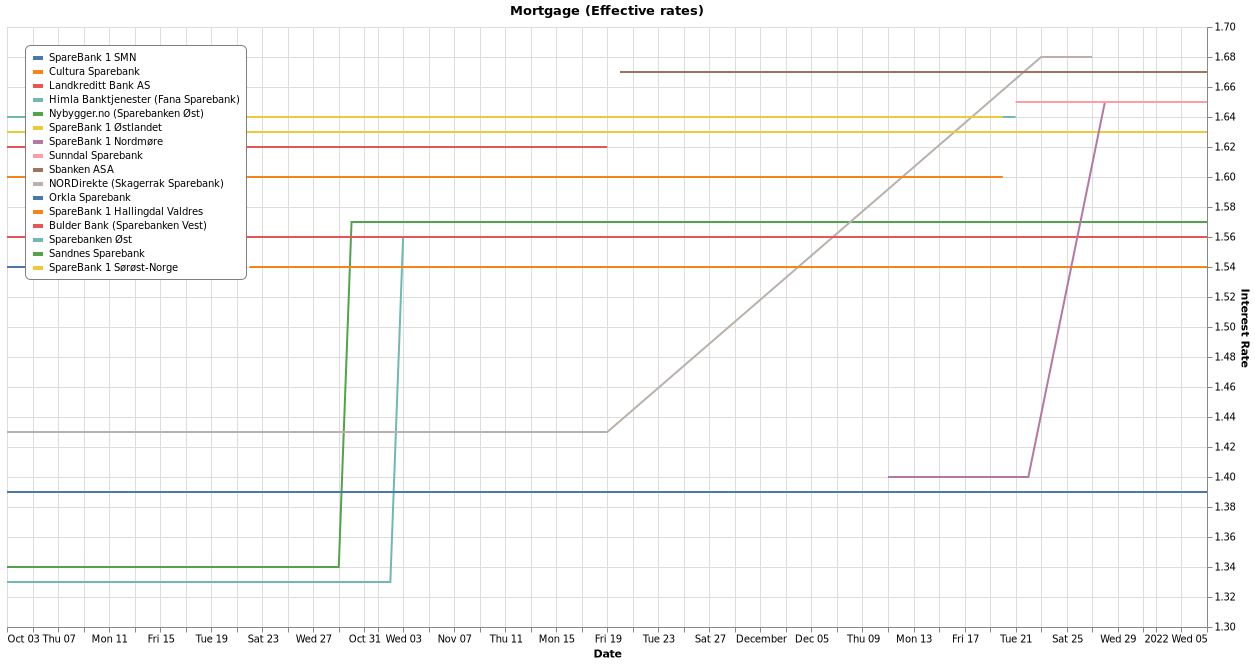 Mortgage (Effective rates)
SpareBank 1 SMN
Cultura Sparebank
Landkreditt Bank AS
Himla Banktjenester (Fana Sparebank)
Nybygger.no (Sparebanken Øst)
SpareBank 1 Østlandet
SpareBank 1 Nordmøre
Sunndal Sparebank
Sbanken ASA
NORDirekte (Skagerrak Sparebank)
Orkla Sparebank
SpareBank 1 Hallingdal Valdres
Bulder Bank (Sparebanken Vest)
Sparebanken Øst
Sandnes Sparebank
SpareBank 1 Sørøst-Norge
1.70
1.68
1.66
1.64
1.62
1.60
1.58
1.56
1.54
1.52
1.50
1.48
1.46
1.44
1.42
1.40
1.38
1.36
1.34
1.32
1.30
Interest Rate
Oct 03 Thu 07 Mon 11 Fri 15 Tue 19 Sat 23 Wed 27 Oct 31 Wed 03 Nov 07 Thu 11 Mon 15 Fri 19 Tue 23 Sat 27 December Dec 05 Thu 09 Mon 13 Fri 17 Tue 21 Sat 25 Wed 29 2022 Wed 05
Date